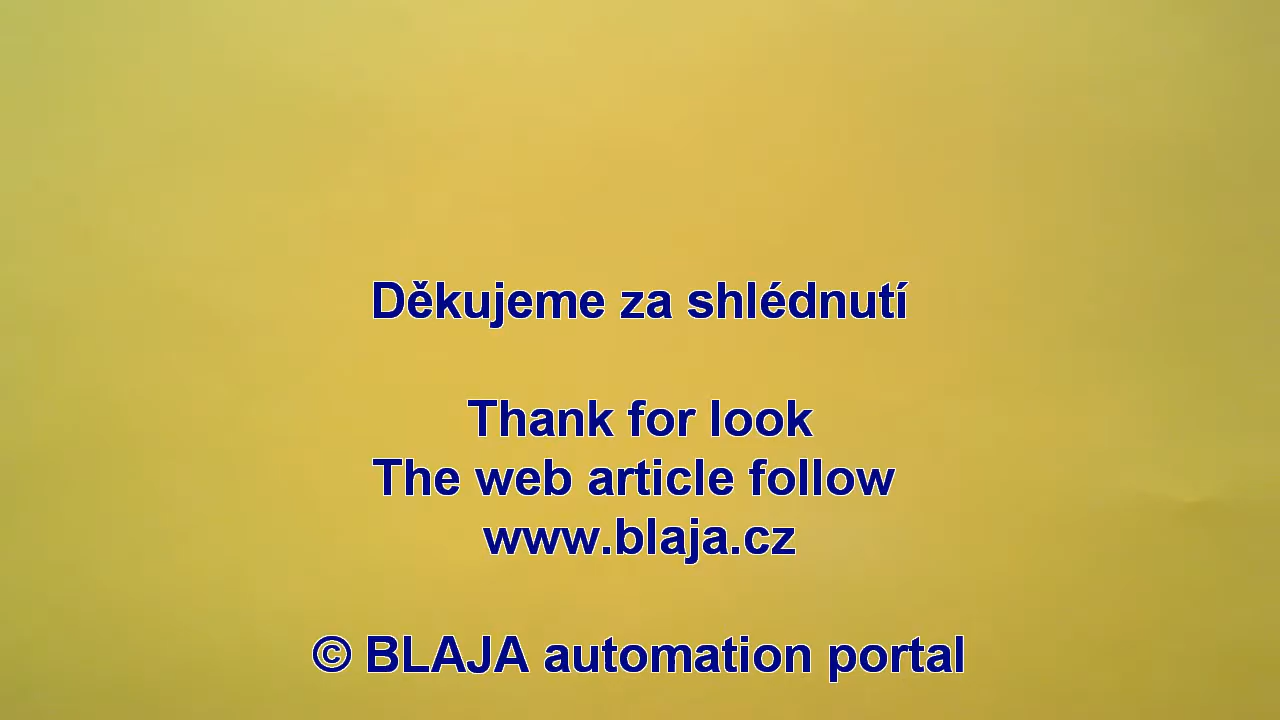 Děkujeme za shlédnutí
Thank for look
The web article follow
www.blaja.cz
© BLAJA automation portal